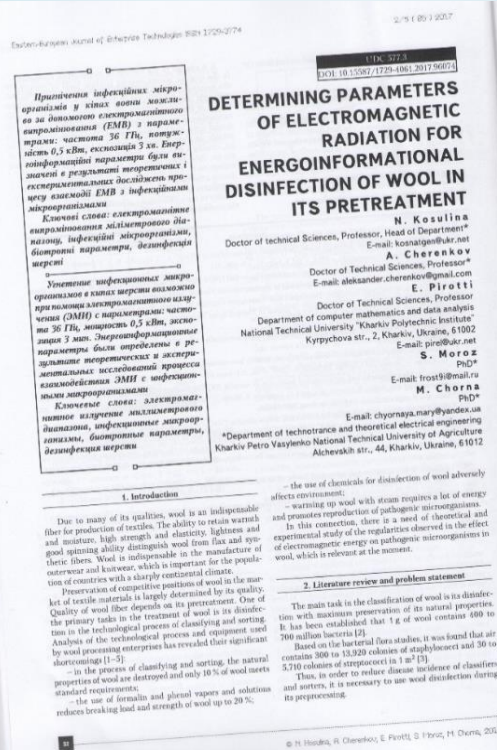 Eastern-European Journal of Enterprise Technologies ISSN 1729-3774
2/5 ( 85 ) 2017
Пригнічення інфекційних мікро-
організмів у кіпах вовни можли-
во за допомогою електромагнітного
випромінювання (ЕМВ) з параме-
трами: частота 36 ГГц, потуж-
ність 0,5 кВт, експозиція 3 хв. Енер-
гоінформаційні параметри були ви-
значені в результаті теоретичних і
експериментальних досліджень про-
цесу взаємодії ЕМВ з інфекційними
мікроорганізмами
Ключові слова: електромагнітне
випромінювання міліметрового діа-
пазону, інфекційні мікроорганізми,
біотропні параметри, дезінфекція
шерсті
Угнетение инфекционных микро-
организмов в кипах шерсти возможно
при помощи электромагнитного излу-
чения (ЭМИ) с параметрами: часто-
та 36 ГГц, мощность 0,5 кВт, экспо-
зиция 3 мин. Энергоинформационные
параметры были определены в ре-
зультате теоретических и экспери-
ментальных исследований процесса
взаимодействия ЭМИ с инфекцион-
ными микроорганизмами
Ключевые слова: электромаг-
нитное излучение миллиметрового
диапазона, инфекционные микроор-
ганизмы, биотропные параметры,
дезинфекция шерсти
UDC 577.3
DOI: 10.15587/1729-4061.2017.96074
DETERMINING PARAMETERS
OF ELECTROMAGNETIC
RADIATION FOR
ENERGOINFORMATIONAL
DISINFECTION OF WOOL IN
ITS PRETREATMENT
N. Kosulina
Doctor of technical Sciences, Professor, Head of Department*
E-mail: kosnatgen@ukr.net
A. Cherenkov
Doctor of Technical Sciences, Professor*
E-mail: aleksander.cherenkov@gmail.com
E. Pirotti
Doctor of Technical Sciences, Professor
Department of computer mathematics and data analysis
National Technical University "Kharkiv Polytechnic Institute"
Kyrpychova str., 2, Kharkiv, Ukraine, 61002
E-mail: pirel@ukr.net
S. Moroz
PhD*
E-mail: frost9i@mail.ru
M. Chorna
PhD*
E-mail: chyornaya.mary@yandex.ua
*Department of technotrance and theoretical electrical engineering
Kharkiv Petro Vasylenko National Technical University of Agriculture
Alchevskih str., 44, Kharkiv, Ukraine, 61012
1. Introduction
Due to many of its qualities, wool is an indispensable
fiber for production of textiles. The ability to retain warmth
and moisture, high strength and elasticity, lightness and
good spinning ability distinguish wool from flax and syn-
thetic fibers. Wool is indispensable in the manufacture of
outerwear and knitwear, which is important for the popula-
tion of countries with a sharply continental climate.
Preservation of competitive positions of wool in the mar-
ket of textile materials is largely determined by its quality.
Quality of wool fiber depends on its pretreatment. One of
the primary tasks in the treatment of wool is its disinfec-
tion in the technological process of classifying and sorting.
Analysis of the technological process and equipment used
by wool processing enterprises has revealed their significant
shortcomings [1–5]:
– in the process of classifying and sorting, the natural
properties of wool are destroyed and only 10 % of wool meets
standard requirements;
– the use of formalin and phenol vapors and solutions
reduces breaking load and strength of wool up to 20 %;
– the use of chemicals for disinfection of wool adversely
affects environment;
– warming up wool with steam requires a lot of energy
and promotes reproduction of pathogenic microorganisms.
In this connection, there is a need of theoretical and
experimental study of the regularities observed in the effect
of electromagnetic energy on pathogenic microorganisms in
wool, which is relevant at the moment.
2. Literature review and problem statement
The main task in the classification of wool is its disinfec-
tion with maximum preservation of its natural properties.
It has been established that 1 g of wool contains 400 to
700 million bacteria [2].
Based on the bacterial flora studies, it was found that air
contains 300 to 13,920 colonies of staphylococci and 30 to
5,710 colonies of streptococci in 1 m³ [3].
Thus, in order to reduce disease incidence of classifiers
and sorters, it is necessary to use wool disinfection during
its preprocessing.
© N. Kosulina, A. Cherenkov, E. Pirotti, S. Moroz, M. Chorna, 201